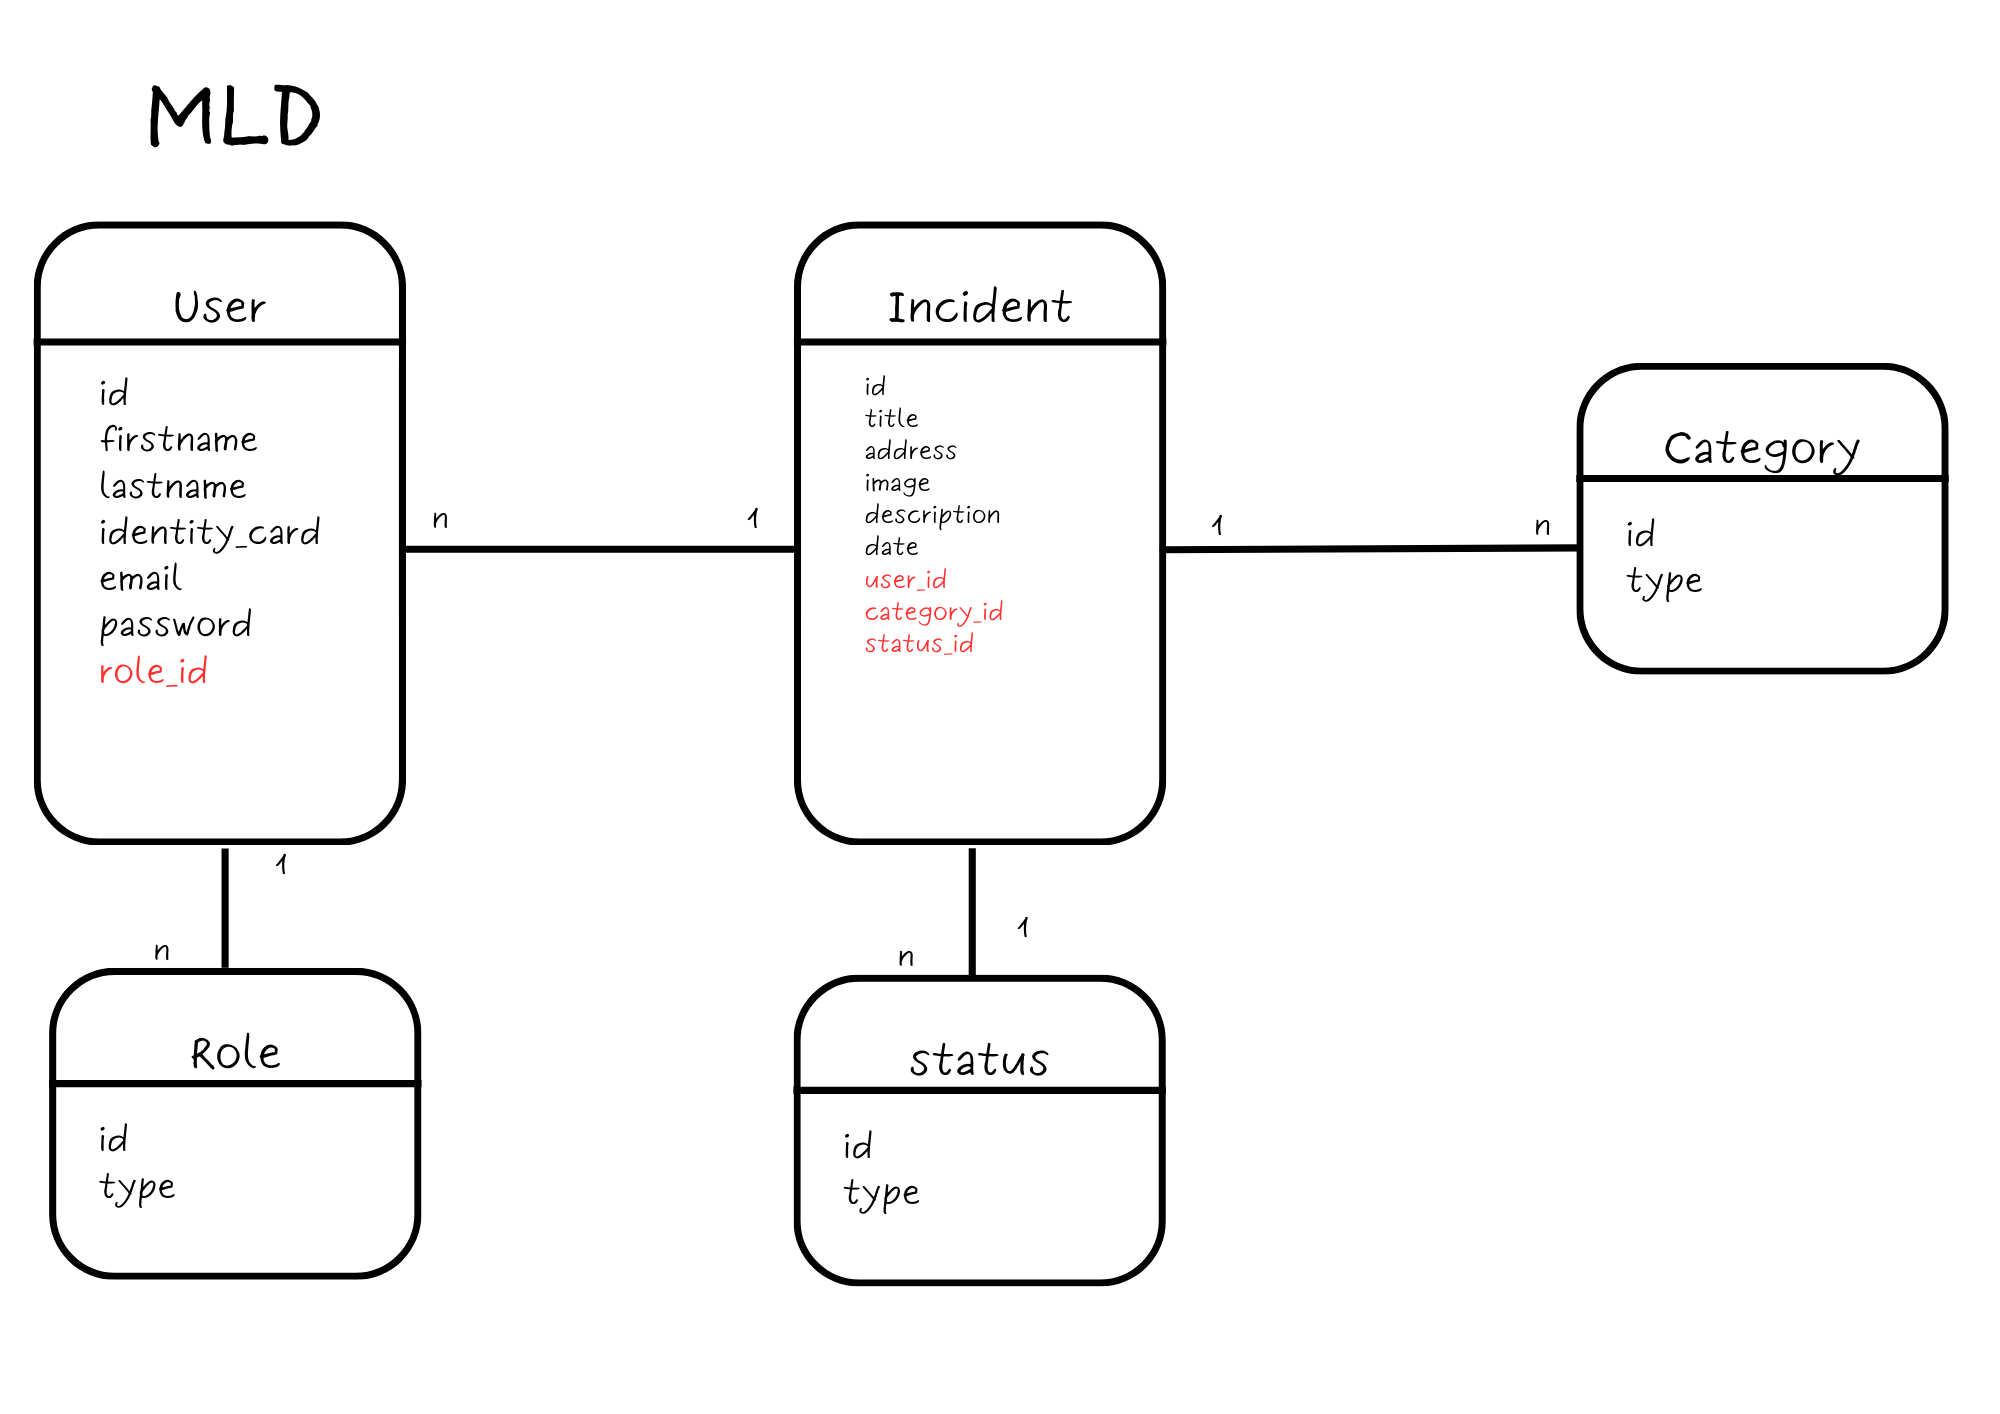 MLD
User
id
firstname
lastname
identity_card
email
password
role_id
n
1
Incident
id
title
address
image
description
date
user_id
category_id
status_id
1
n
Category
id
type
1
n
Role
id
type
1
n
status
id
type